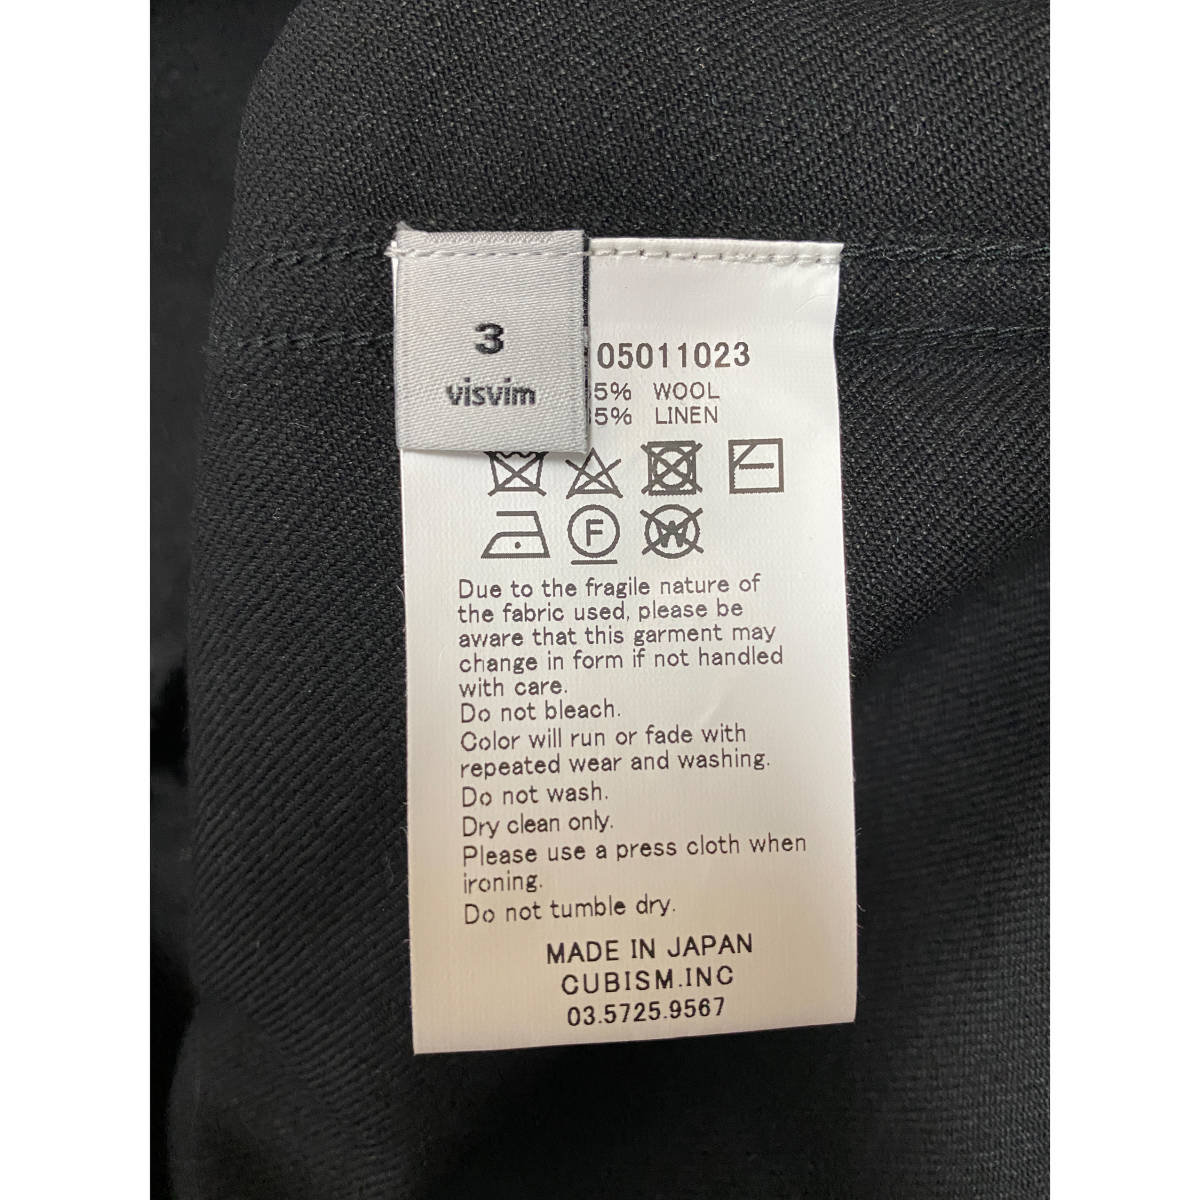 3
visvim
05011023
5% WOOL
5% LINEN
F
W
Due to the fragile nature of
the fabric used, please be
aware that this garment may
change in form if not handled
with care.
Do not bleach.
Color will run or fade with
repeated wear and washing.
Do not wash.
Dry clean only.
Please use a press cloth when
ironing.
Do not tumble dry.
MADE IN JAPAN
CUBISM.INC
03.5725.9567